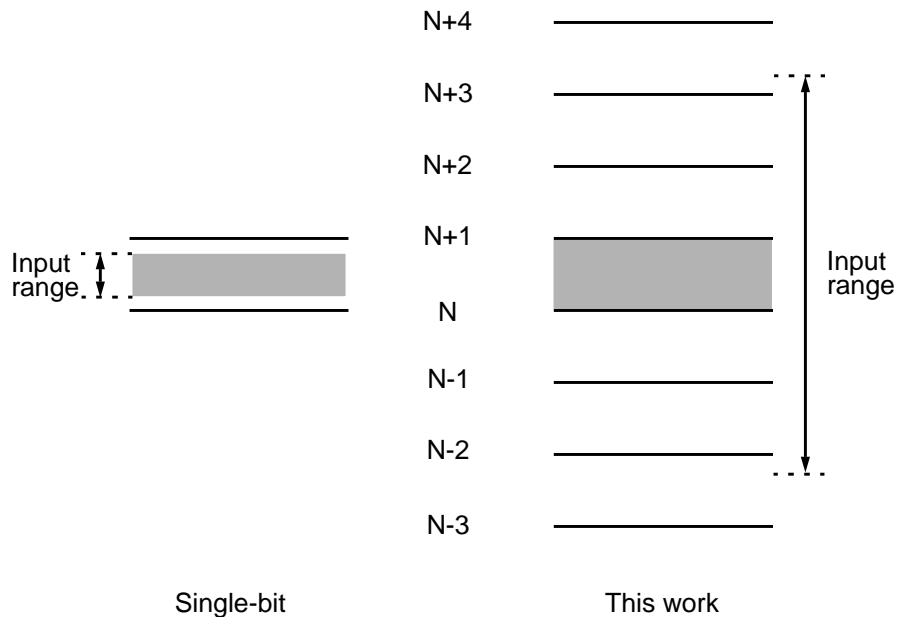 N+4
N+3
N+2
N+1
Input
range
Input
range
N
N-1
N-2
N-3
Single-bit
This work